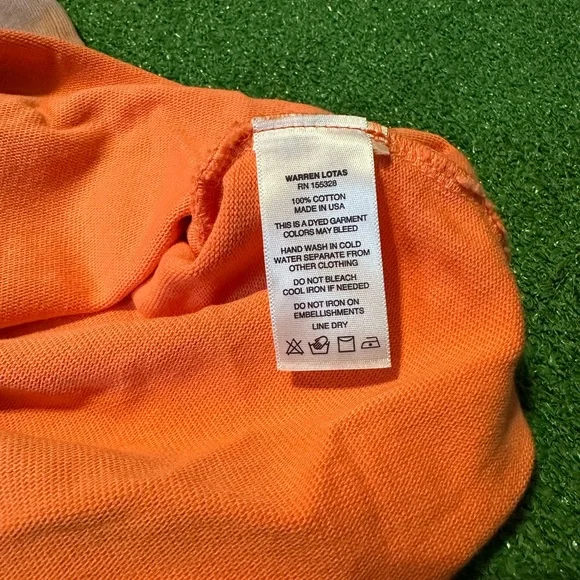 WARREN LOTAS
RN 155328
100% COTTON
MADE IN USA
THIS IS A DYED GARMENT
COLORS MAY BLEED
HAND WASH IN COLD
WATER SEPARATE FROM
OTHER CLOTHING
DO NOT BLEACH
COOL IRON IF NEEDED
DO NOT IRON ON
EMBELLISHMENTS
LINE DRY